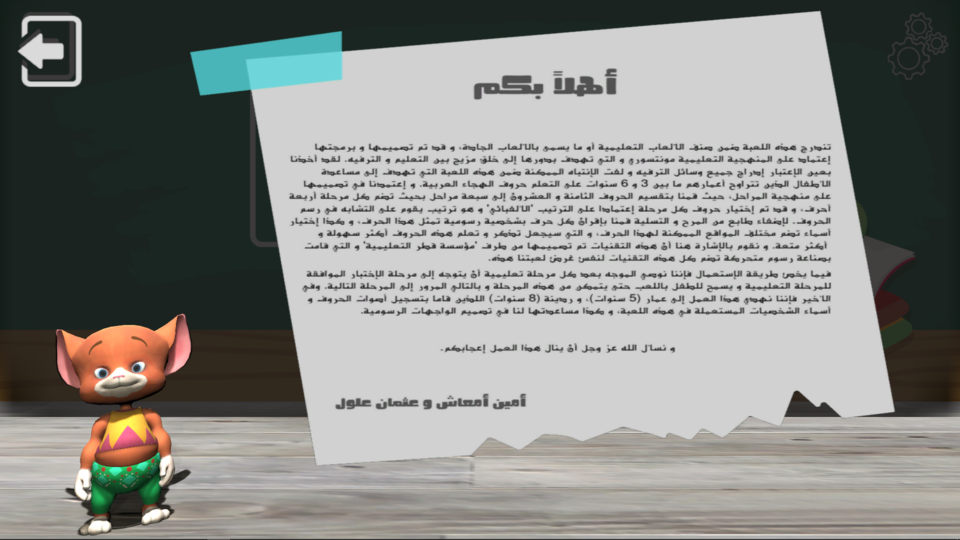 أهلاً بكم
تندرج هذه اللعبة ضمن صنف الألعاب التعليمية أو ما يسمى بالألعاب الجادة، و قد تم تصميمها و برمجتها
إعتماد على المنهجية التعليمية مونتسوري و التي تهدف بدورها إلى خلق مزيج بين التعليم و الترفيه. لقد أخذنا
بعين الإعتبار إدراج جميع وسائل الترفيه و لفت الإنتباه الممكنة ضمن هذه اللعبة التي تهدف إلى مساعدة
الأطفال الذين تتراوح أعمارهم ما بين 3 و 6 سنوات على التعلم حروف الهجاء العربية. و إعتمدنا في تصميمها
على منهجية المراحل، حيث قمنا بتقسيم الحروف الثامنة و العشرون إلى سبعة مراحل بحيث تضم كل مرحلة أربعة
أحرف، و قد تم إختيار حروف كل مرحلة إعتمادا على الترتيب "الألفبائي" و هو ترتيب يقوم على التشابه في رسم
الحروف. لإضفاء طابع من المرح و التسلية قمنا بإقران كل حرف بشخصية رسومية تمثل هذا الحرف، و كذا إختيار
أسماء تضم مختلف المواقع الممكنة لهذا الحرف، و التي سيجعل تذكر و تعلم هذه الحروف أكثر سهولة و
أكثر متعة. و نقوم بالإشارة هنا أن هذه التقنيات تم تصميمها من طرف "مؤسسة قطر التعليمية" و التي قامت
بصناعة رسوم متحركة تضم كل هذه التقنيات لنفس غرض لعبتنا هذه.
فيما يخص طريقة الإستعمال فإننا نوصي الموجه بعد كل مرحلة تعليمية أن يتوجه إلى مرحلة الإختبار الموافقة
للمرحلة التعليمية و يسمح للطفل باللعب حتى يتمكن من هذه المرحلة و بالتالي المرور إلى المرحلة التالية. وفي
الأخير فإننا نهدي هذا العمل إلى عمار (5 سنوات)، و ردينة (8 سنوات) اللذين قاما بتسجيل أصوات الحروف و
أسماء الشخصيات المستعملة في هذه اللعبة، و كذا مساعدتها لنا في تصميم الواجهات الرسومية.
و نسأل الله عز وجل أن ينال هذا العمل إعجابكم.
أمين أمعاش و عثمان علول